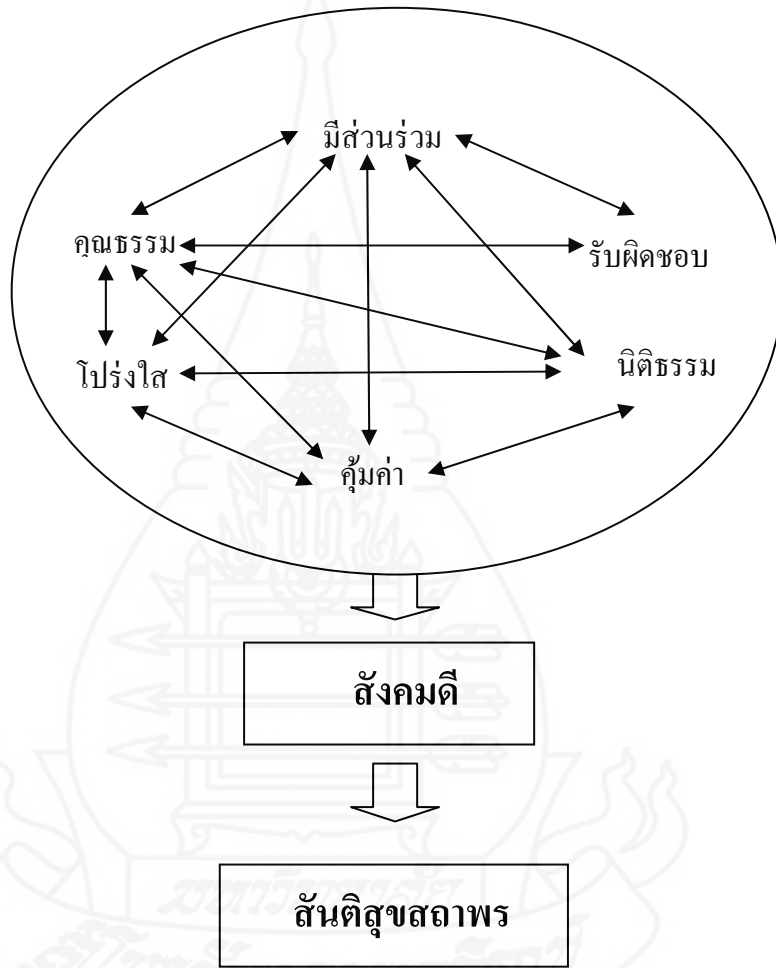 มีส่วนร่วม
คุณธรรม
รับผิดชอบ
โปร่งใส
นิติธรรม
คุ้มค่า
สังคมดี
สันติสุขสถาพร